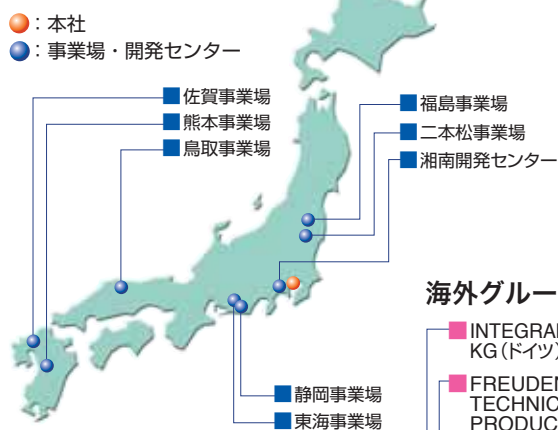 ：本社
：事業場・開発センター
佐賀事業場
熊本事業場
鳥取事業場
福島事業場
二本松事業場
湘南開発センター
静岡事業場
東海事業場
海外グルー
INTEGRAL
KG（ドイツ）
FREUDEN
TECHNIC
PRODUC